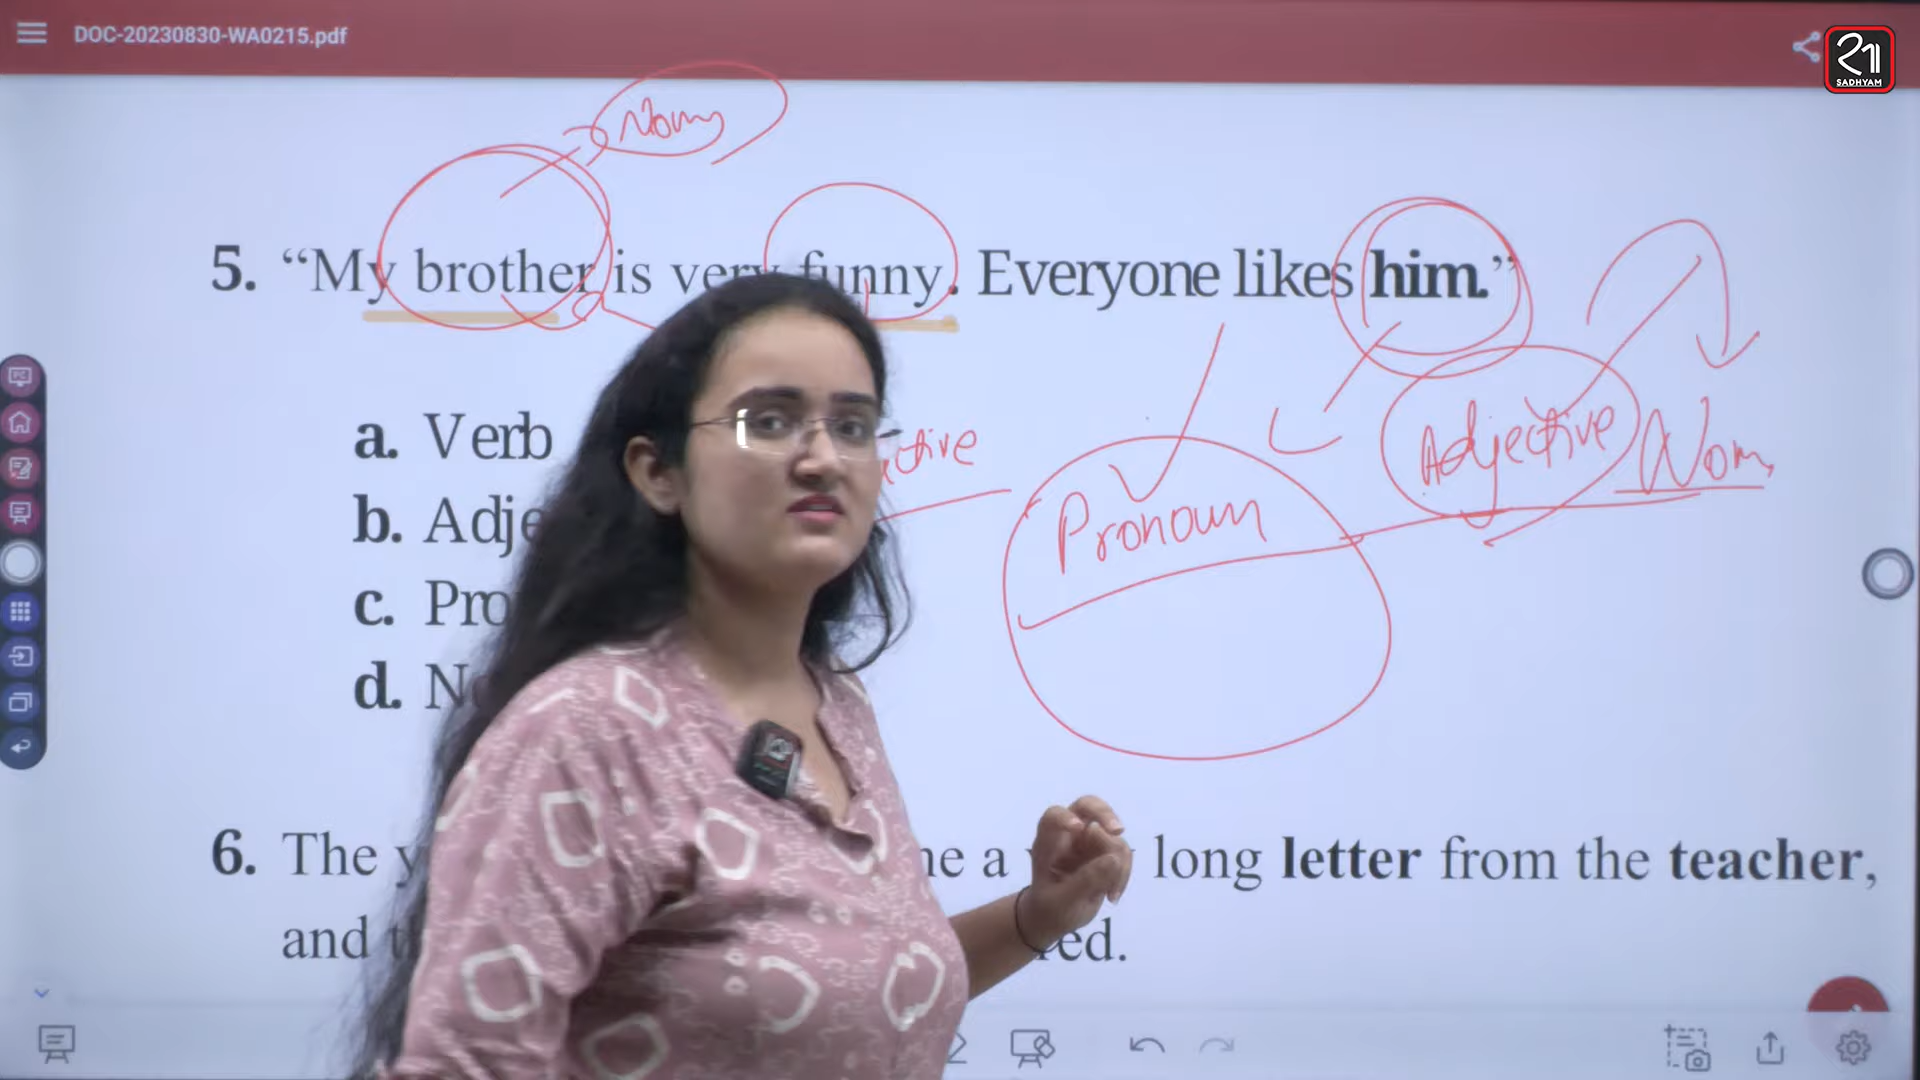 DOC-20230830-WA0215.pdf
21
SADHYAM
Noun
5. “My brother is very funny. Everyone likes him.”
a. Verb
ctive
Adjective Noun
b. Adje
Pronoun
c. Pro
d. N
6. The y ne a long letter from the teacher,
and t ed.